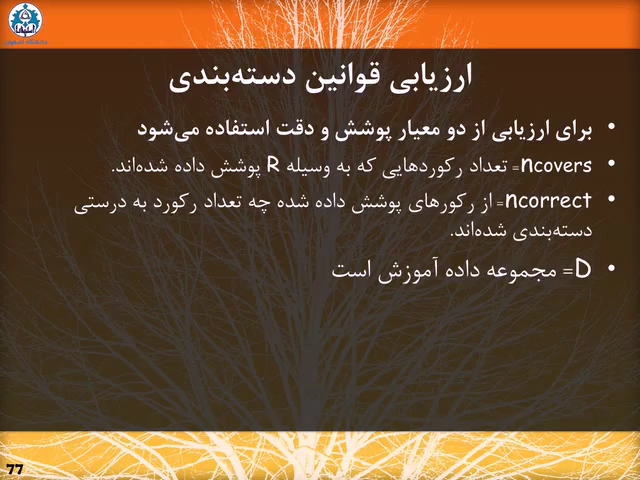 دانشگاه اصفهان
ارزیابی قوانین دسته‌بندی
• برای ارزیابی از دو معیار پوشش و دقت استفاده می‌شود
• ncovers= تعداد رکوردهایی که به وسیله R پوشش داده شده‌اند.
• ncorrect= از رکورهای پوشش داده شده چه تعداد رکورد به درستی
دسته‌بندی شده‌اند.
• D= مجموعه داده آموزش است
77